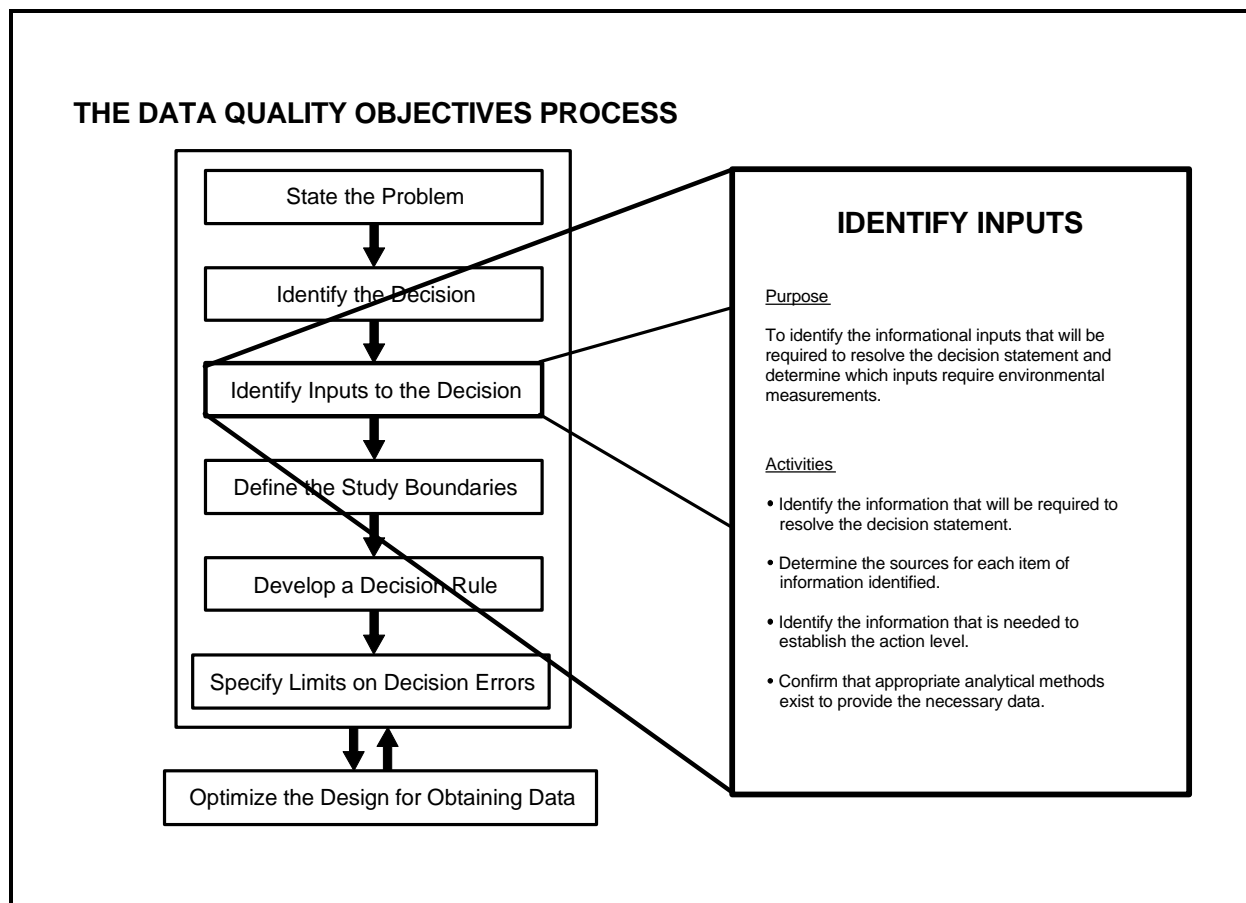 THE DATA QUALITY OBJECTIVES PROCESS
State the Problem
Identify the Decision
Identify Inputs to the Decision
Define the Study Boundaries
Develop a Decision Rule
Specify Limits on Decision Errors
Optimize the Design for Obtaining Data
IDENTIFY INPUTS
Purpose
To identify the informational inputs that will be
required to resolve the decision statement and
determine which inputs require environmental
measurements.
Activities
• Identify the information that will be required to
resolve the decision statement.
• Determine the sources for each item of
information identified.
• Identify the information that is needed to
establish the action level.
• Confirm that appropriate analytical methods
exist to provide the necessary data.